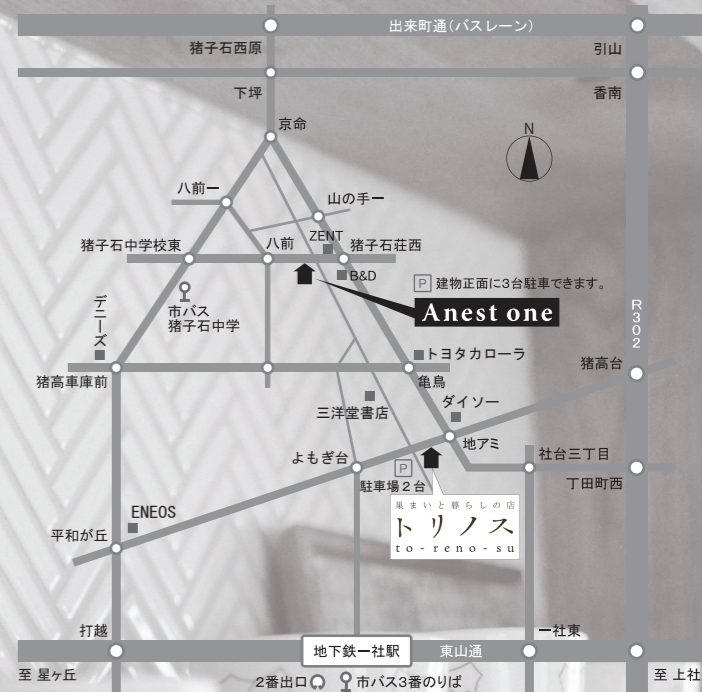 出来町通(バスレーン)
猪子石西原
引山
下坪
香南
京命
N
八前一
山の手一
ZENT
猪子石中学校東
八前
猪子石荘西
B&D
P 建物正面に3台駐車できます。
Anest one
デニーズ
市バス
猪子石中学
R302
トヨタカローラ
猪高台
猪高車庫前
亀鳥
ダイソー
三洋堂書店
地アミ
社台三丁目
よもぎ台
P
駐車場2台
丁田町西
巣まいと暮らしの店
トリノス
to-reno-su
ENEOS
平和が丘
打越
一社東
地下鉄一社駅
東山通
至 星ヶ丘
至 上社
2番出口
市バス3番のりば